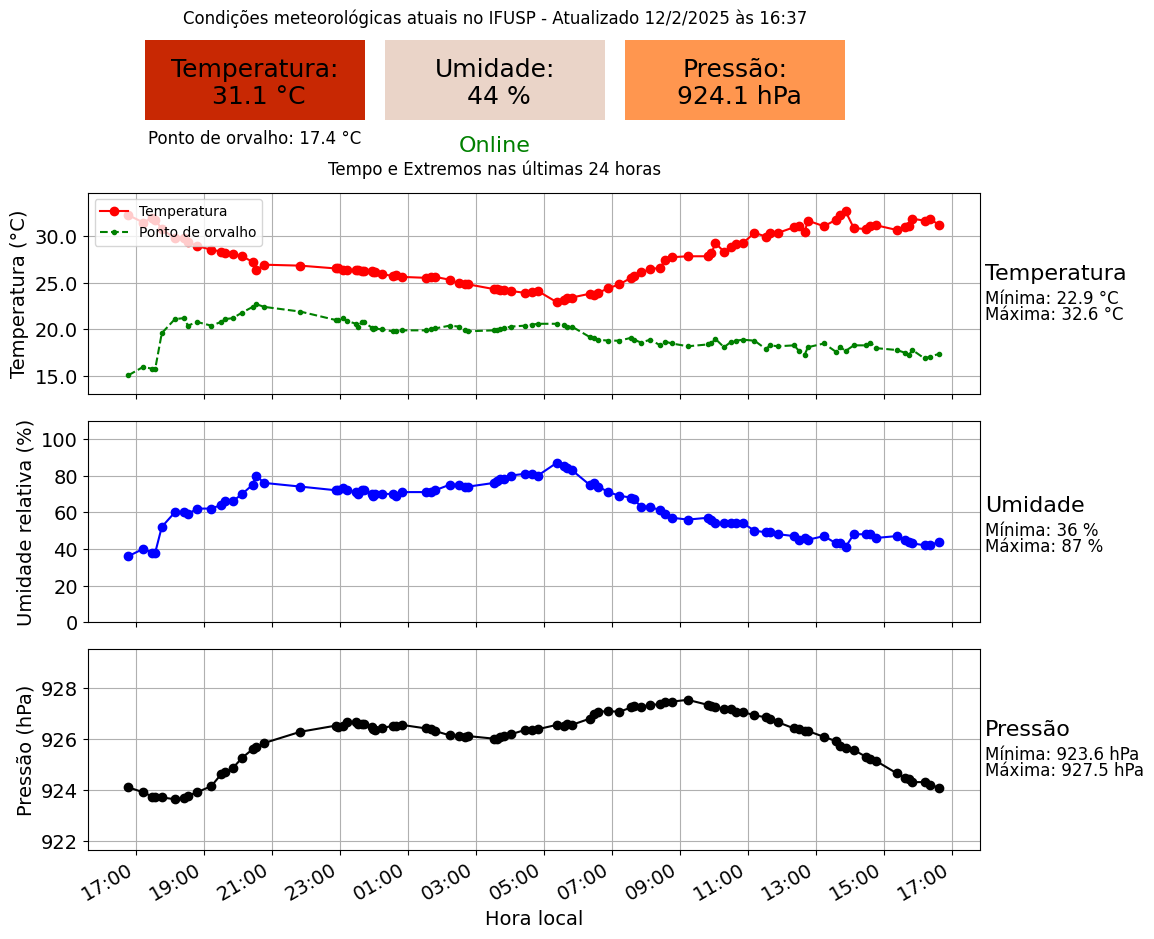 Condições meteorológicas atuais no IFUSP - Atualizado 12/2/2025 às 16:37
Temperatura:
31.1 °C
Umidade:
44 %
Pressão:
924.1 hPa
Ponto de orvalho: 17.4 °C
Online
Tempo e Extremos nas últimas 24 horas
Temperatura (°C)
30.0
25.0
20.0
15.0
Temperatura
Ponto de orvalho
Temperatura
Mínima: 22.9 °C
Máxima: 32.6 °C
Umidade relativa (%)
100
80
60
40
20
0
Umidade
Mínima: 36 %
Máxima: 87 %
Pressão (hPa)
928
926
924
922
Pressão
Mínima: 923.6 hPa
Máxima: 927.5 hPa
17:00
19:00
21:00
23:00
01:00
03:00
05:00
07:00
09:00
11:00
13:00
15:00
17:00
Hora local